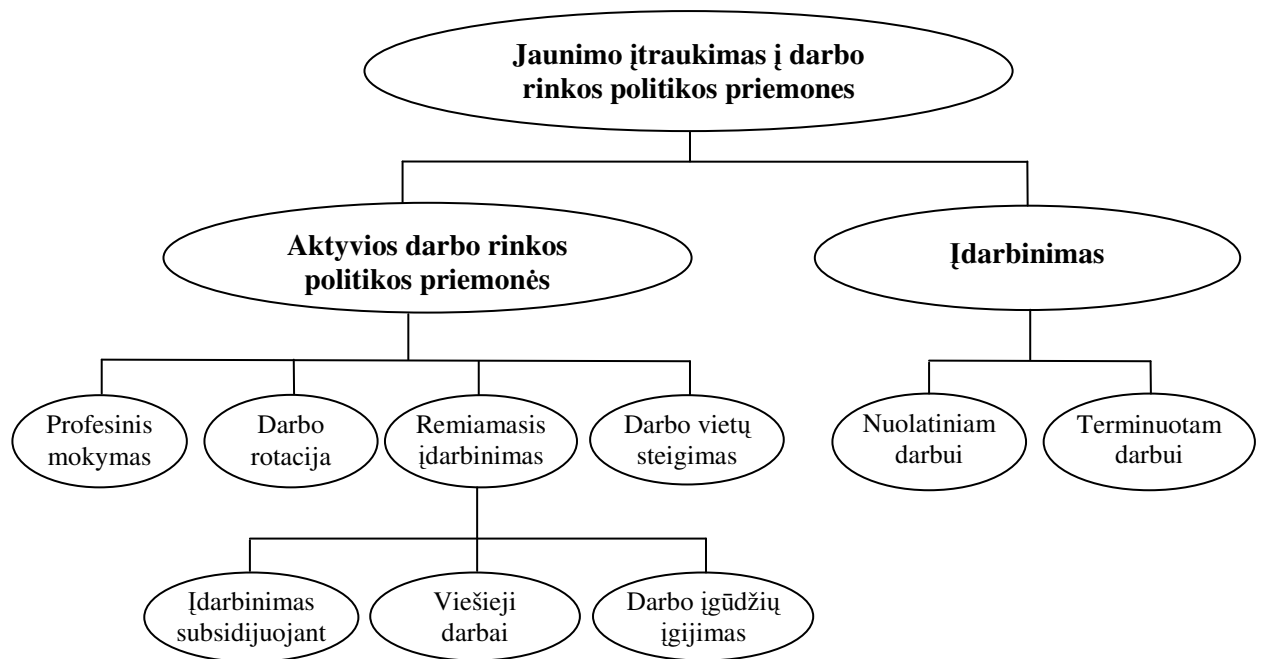 Jaunimo įtraukimas į darbo
rinkos politikos priemones
Aktyvios darbo rinkos
politikos priemonės
Įdarbinimas
Profesinis
mokymas
Darbo
rotacija
Remiamasis
įdarbinimas
Darbo vietų
steigimas
Nuolatiniam
darbui
Terminuotam
darbui
Įdarbinimas
subsidijuojant
Viešieji
darbai
Darbo įgūdžių
įgijimas